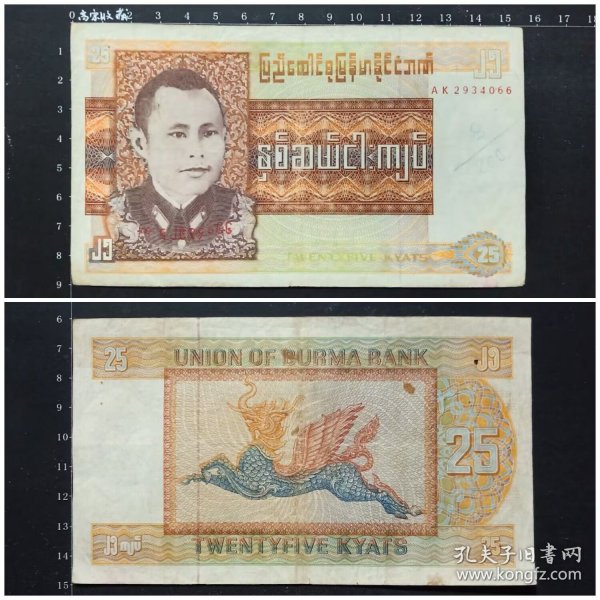 25
၂၅
ပြည်ထောင်စုမြန်မာနိုင်ငံဘဏ်
AK 2934066
နှစ်ဆယ့်ငါးကျပ်
၂၅
TWENTYFIVE KYATS
25
25
UNION OF BURMA BANK
၂၅
25
၂၅ ကျပ်
TWENTYFIVE KYATS
25
孔夫子旧书网
www.kongfz.com